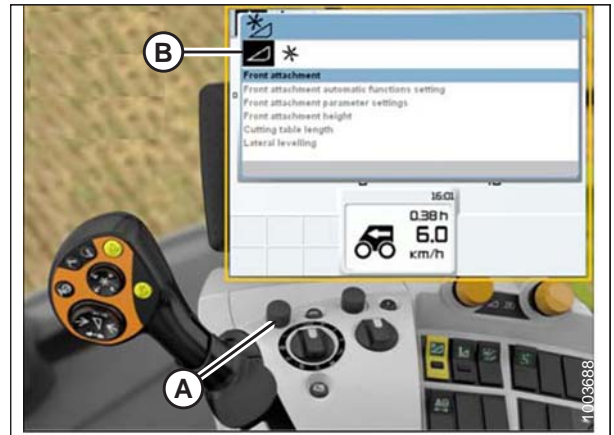 B
Front attachment
Front attachment automatic functions setting
Front attachment parameter settings
Front attachment height
Cutting table length
Lateral levelling
16:01
0.38 h
6.0
km/h
A
1003688